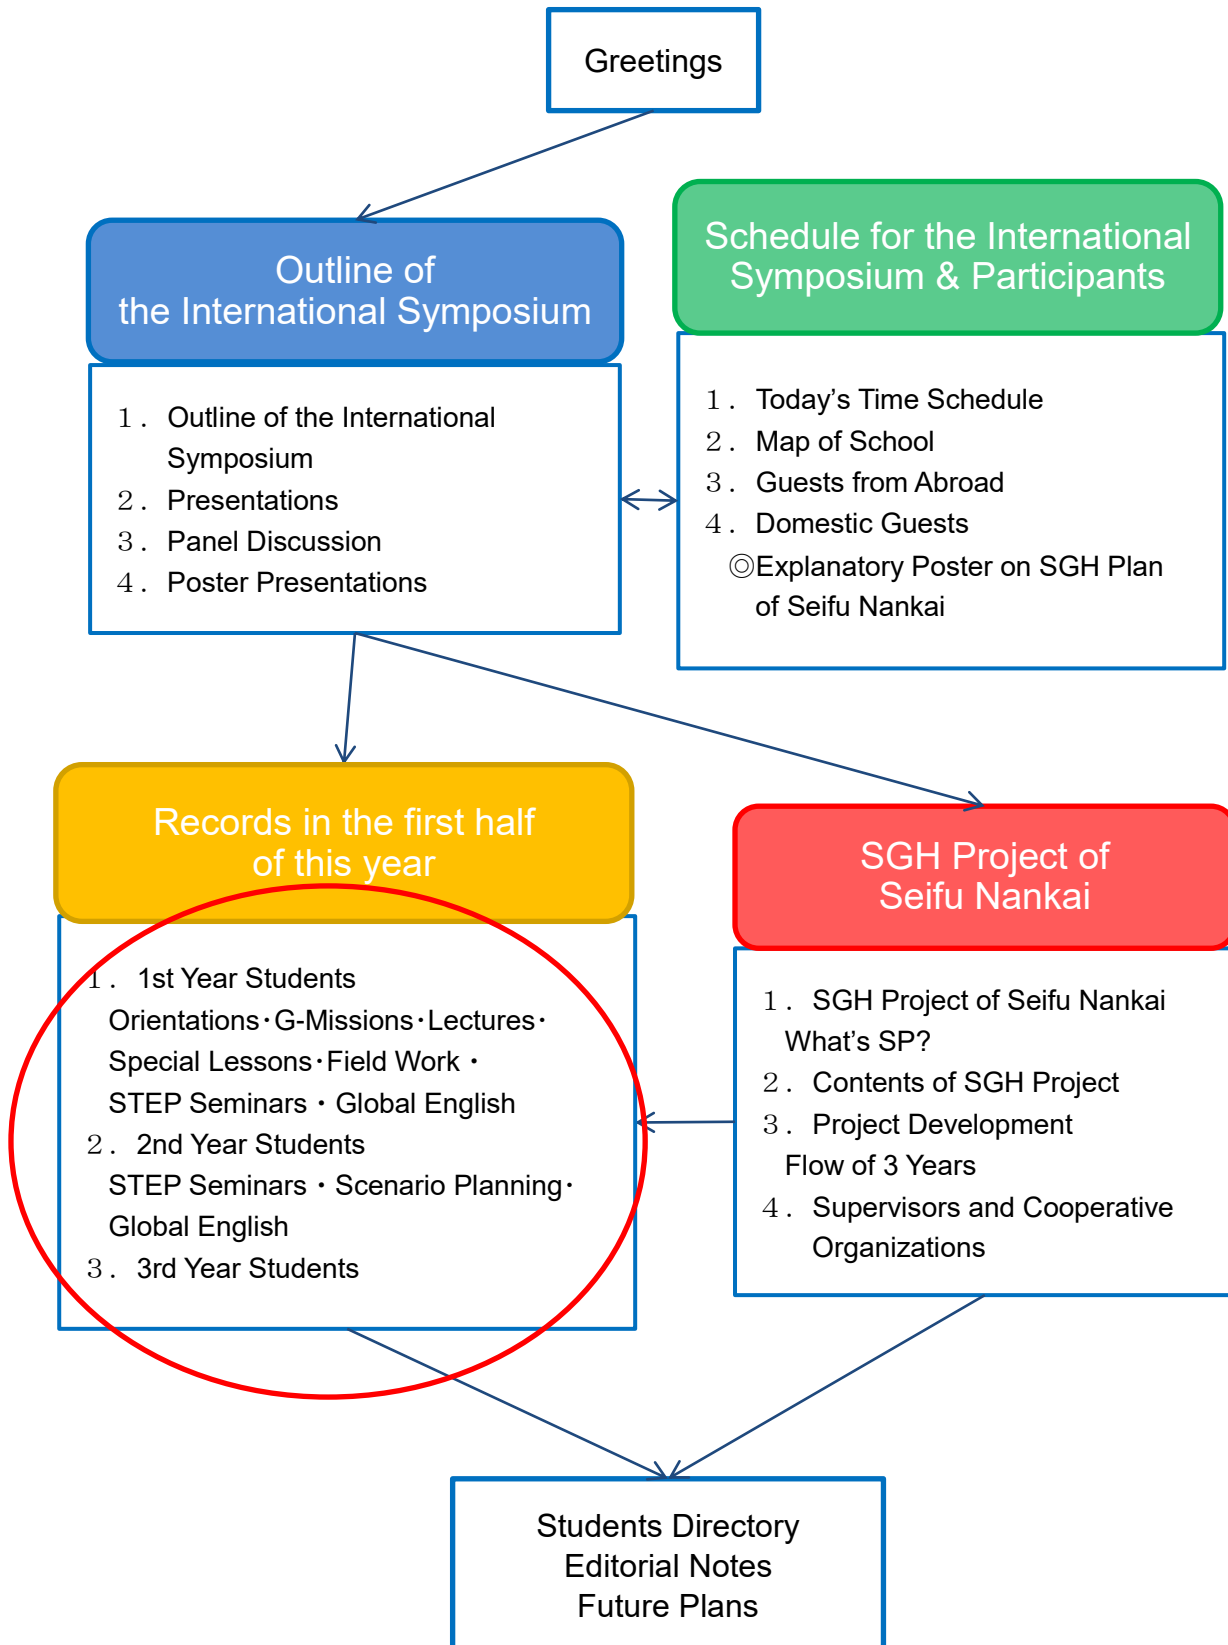 Greetings
Outline of
the International Symposium
1. Outline of the International
Symposium
2. Presentations
3. Panel Discussion
4. Poster Presentations
Schedule for the International
Symposium & Participants
1. Today's Time Schedule
2. Map of School
3. Guests from Abroad
4. Domestic Guests
◎Explanatory Poster on SGH Plan
of Seifu Nankai
Records in the first half
of this year
1. 1st Year Students
Orientations・G-Missions・Lectures・
Special Lessons・Field Work・
STEP Seminars・Global English
2. 2nd Year Students
STEP Seminars・Scenario Planning・
Global English
3. 3rd Year Students
SGH Project of
Seifu Nankai
1. SGH Project of Seifu Nankai
What's SP?
2. Contents of SGH Project
3. Project Development
Flow of 3 Years
4. Supervisors and Cooperative
Organizations
Students Directory
Editorial Notes
Future Plans